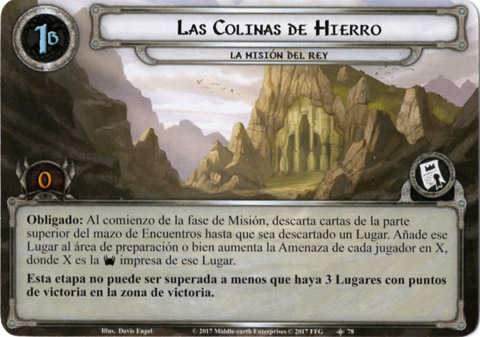 1B
Las Colinas de Hierro
La Misión del Rey
0
Obligado: Al comienzo de la fase de Misión, descarta cartas de la parte
superior del mazo de Encuentros hasta que sea descartado un Lugar. Añade ese
Lugar al área de preparación o bien aumenta la Amenaza de cada jugador en X,
donde X es la impresa de ese Lugar.
Esta etapa no puede ser superada a menos que haya 3 Lugares con puntos
de victoria en la zona de victoria.
Illus. Davis Engel © 2017 Middle-earth Enterprises © 2017 FFG 78